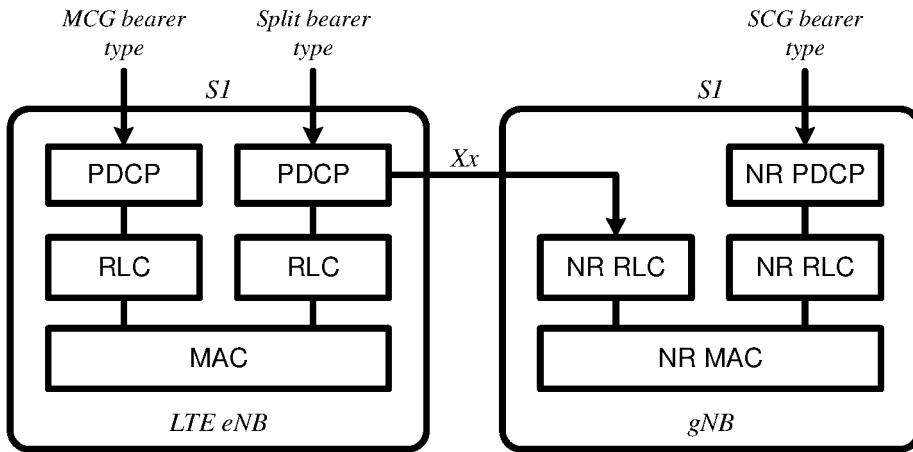 MCG bearer
type
Split bearer
type
SCG bearer
type
S1
S1
PDCP
PDCP
Xx
NR PDCP
RLC
RLC
NR RLC
NR RLC
MAC
NR MAC
LTE eNB
gNB